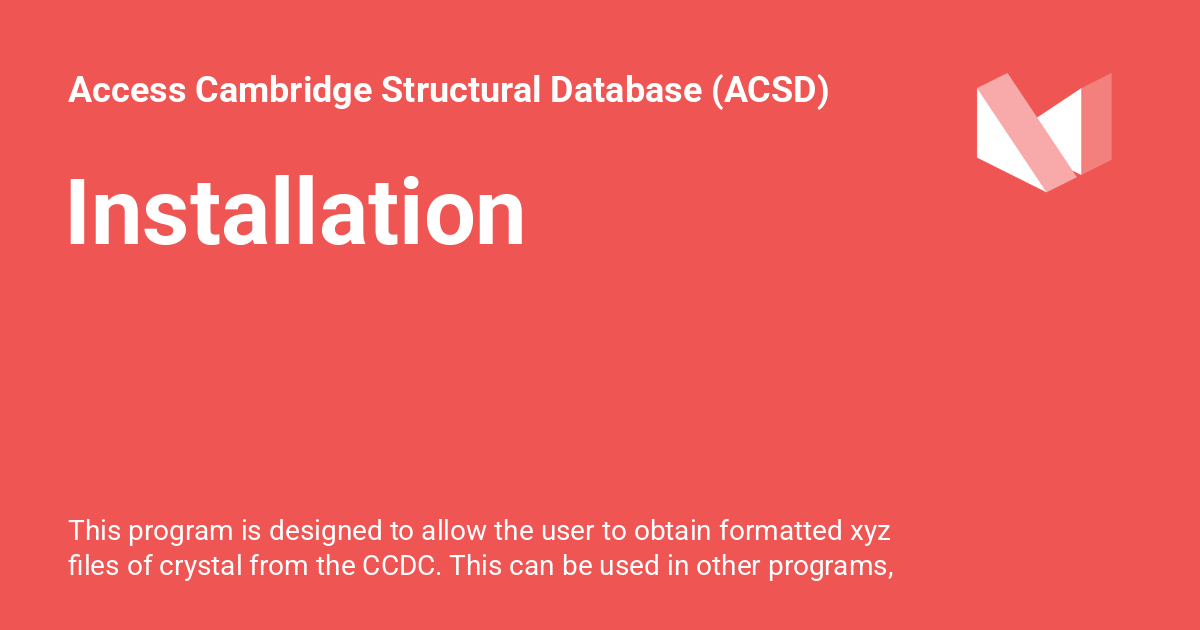 Access Cambridge Structural Database (ACSD)
Installation
This program is designed to allow the user to obtain formatted xyz
files of crystal from the CCDC. This can be used in other programs,